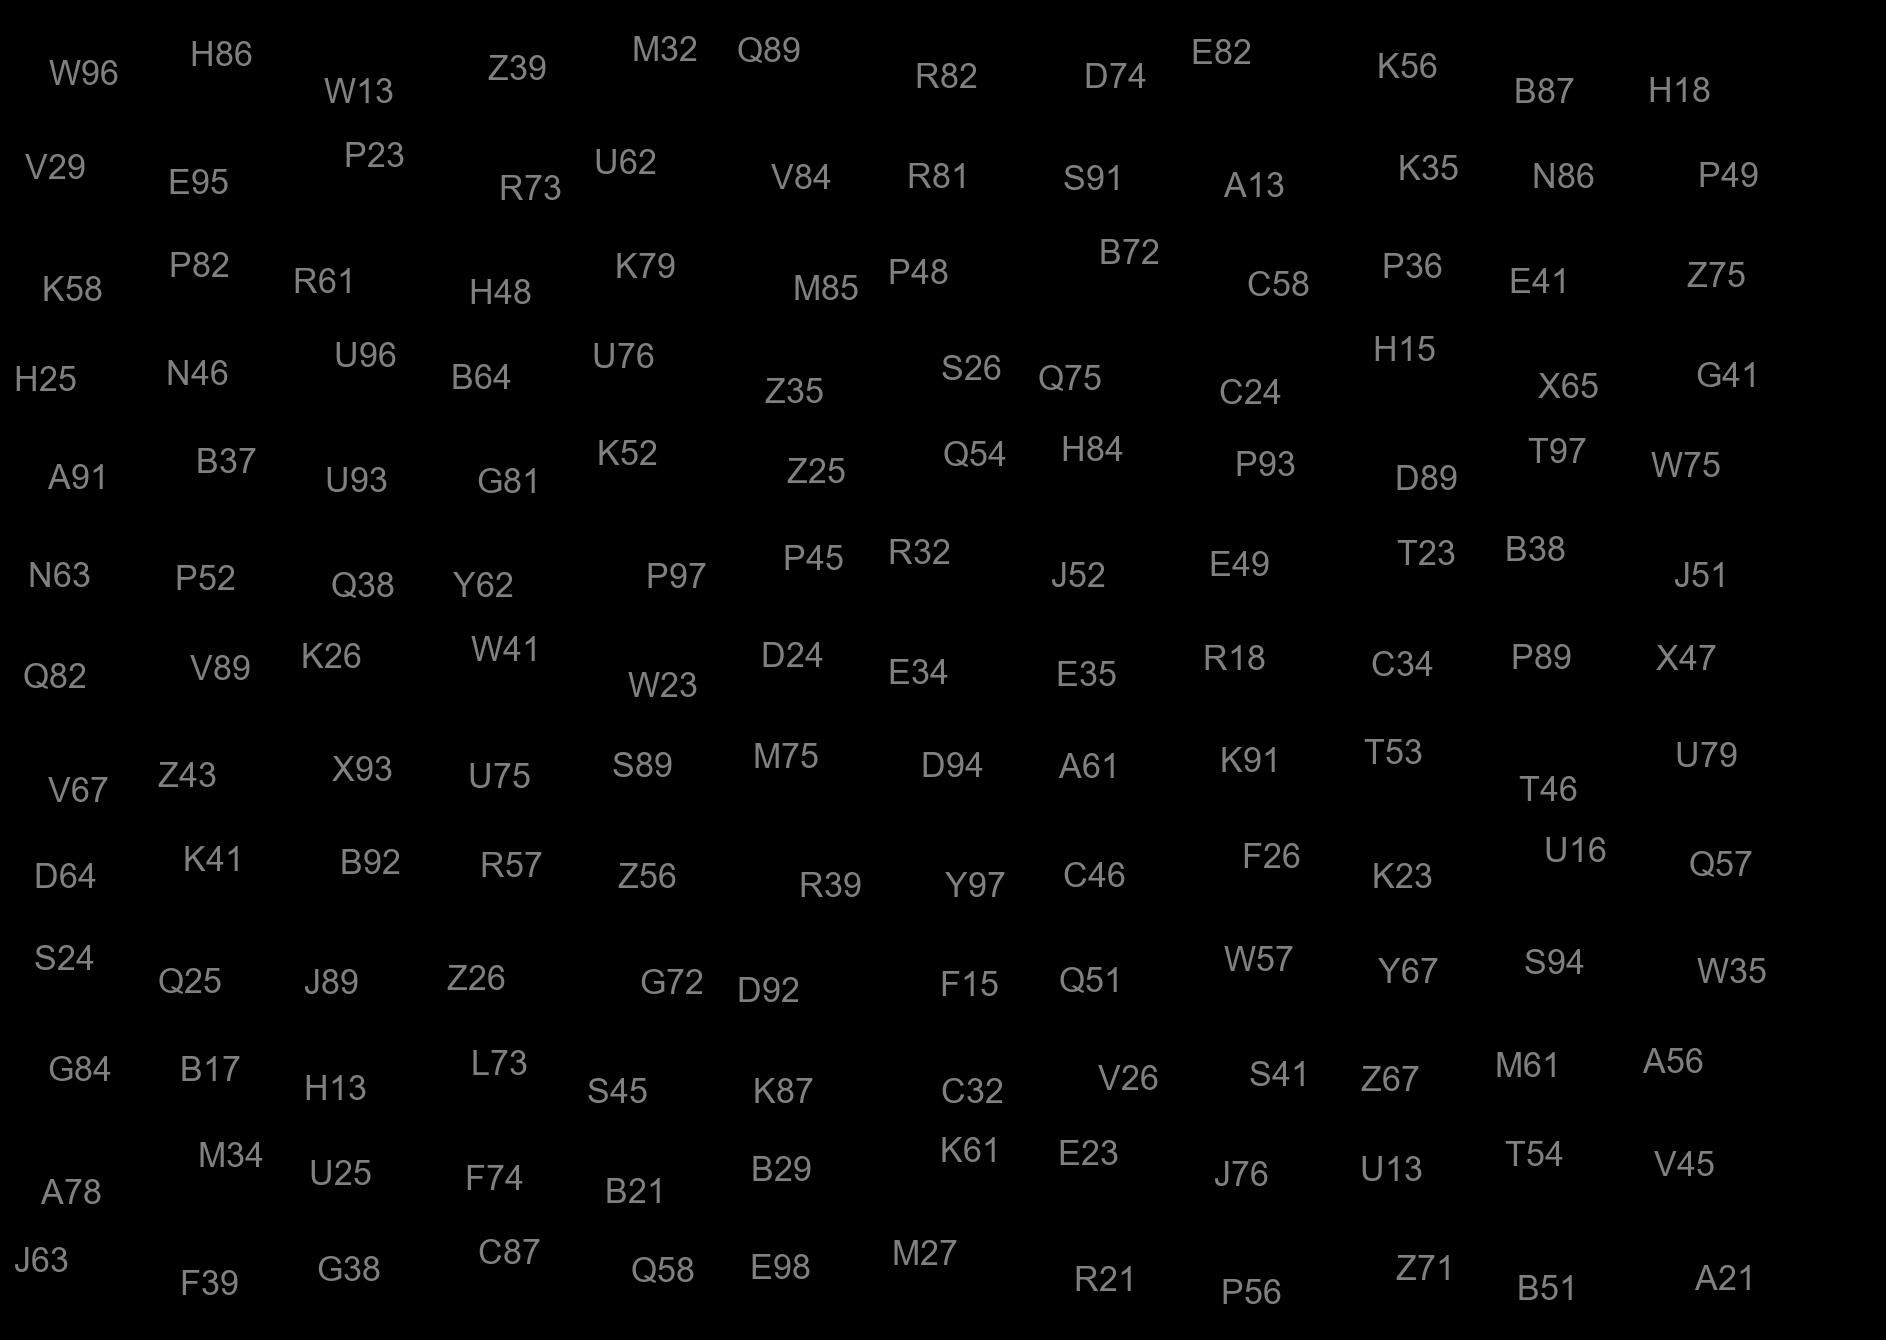 W96 H86 W13 Z39 M32 Q89 R82 D74 E82 K56 B87 H18
V29 E95 P23 R73 U62 V84 R81 S91 A13 K35 N86 P49
K58 P82 R61 H48 K79 M85 P48 B72 C58 P36 E41 Z75
H25 N46 U96 B64 U76 Z35 S26 Q75 C24 H15 X65 G41
A91 B37 U93 G81 K52 Z25 Q54 H84 P93 D89 T97 W75
N63 P52 Q38 Y62 P97 P45 R32 J52 E49 T23 B38 J51
Q82 V89 K26 W41 W23 D24 E34 E35 R18 C34 P89 X47
V67 Z43 X93 U75 S89 M75 D94 A61 K91 T53 T46 U79
D64 K41 B92 R57 Z56 R39 Y97 C46 F26 K23 U16 Q57
S24 Q25 J89 Z26 G72 D92 F15 Q51 W57 Y67 S94 W35
G84 B17 H13 L73 S45 K87 C32 V26 S41 Z67 M61 A56
A78 M34 U25 F74 B21 B29 K61 E23 J76 U13 T54 V45
J63 F39 G38 C87 Q58 E98 M27 R21 P56 Z71 B51 A21